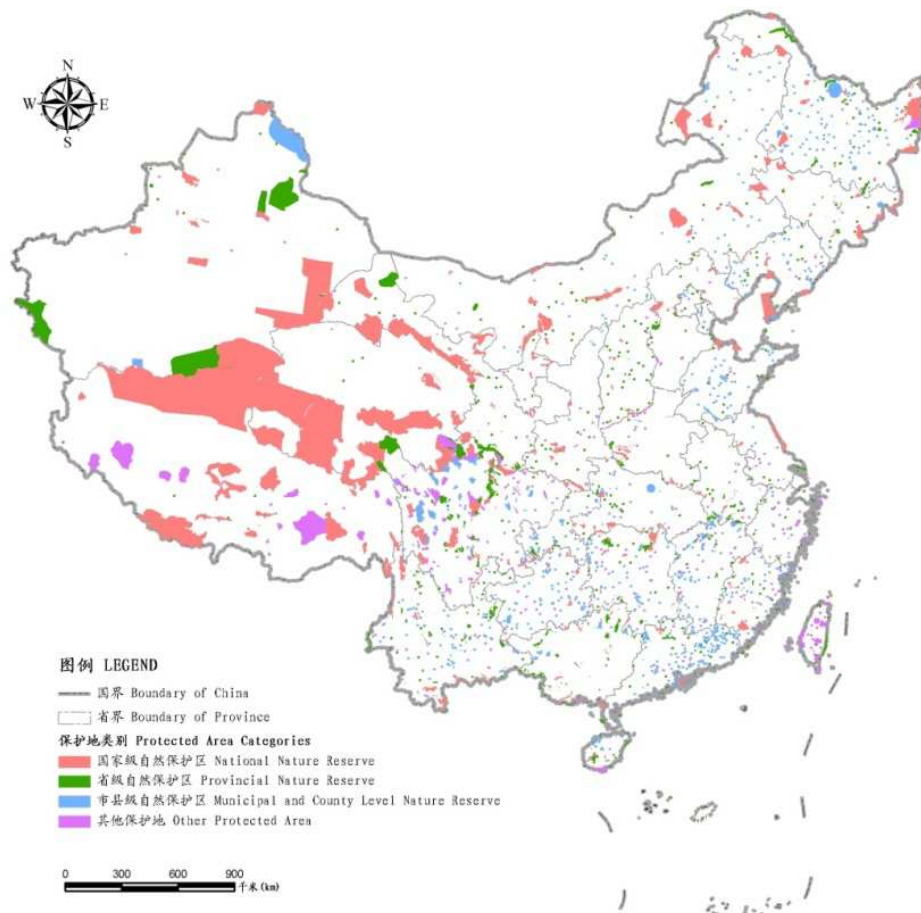 N
W E
S
图例 LEGEND
国界 Boundary of China
省界 Boundary of Province
保护地类别 Protected Area Categories
国家级自然保护区 National Nature Reserve
省级自然保护区 Provincial Nature Reserve
市县级自然保护区 Municipal and County Level Nature Reserve
其他保护地 Other Protected Area
0 300 600 900
千米(km)